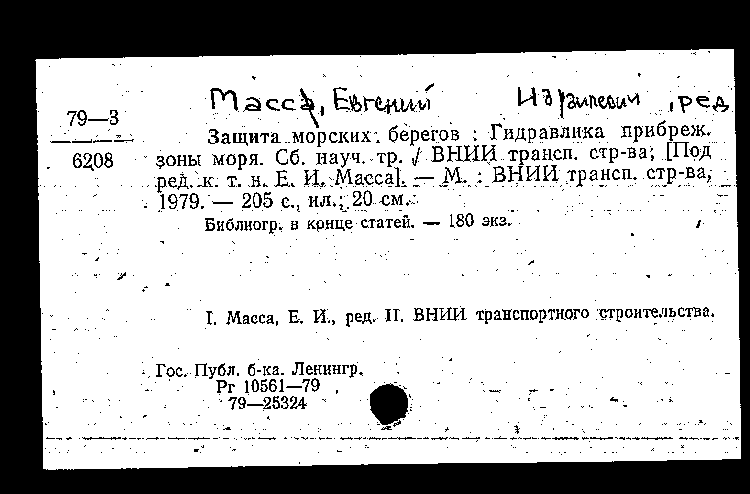 Масса, Евгений Израилевич, ред
79—3
6208
Защита морских берегов : Гидравлика прибреж.
зоны моря. Сб. науч. тр. / ВНИИ трансп. стр-ва; [Под
ред. к. т. н. Е. И. Масса]. — М. : ВНИИ трансп. стр-ва,
1979. — 205 с., ил.; 20 см.
Библиогр. в конце статей. — 180 экз.
I. Масса, Е. И., ред. II. ВНИИ транспортного строительства.
Гос. Публ. б-ка. Ленингр.
Рг 10561—79
79—25324